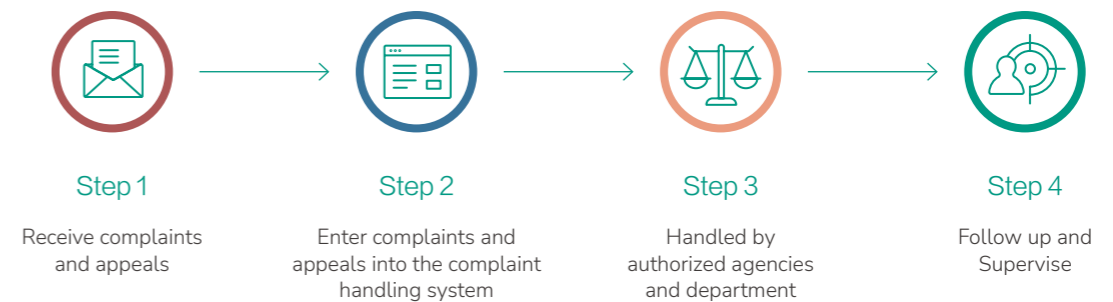 Step 1
Receive complaints
and appeals
Step 2
Enter complaints and
appeals into the complaint
handling system
Step 3
Handled by
authorized agencies
and department
Step 4
Follow up and
Supervise